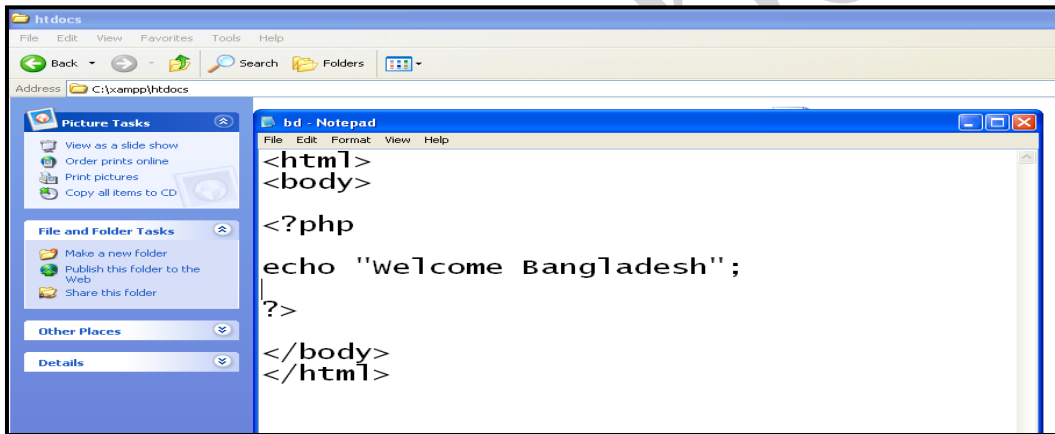 htdocs
File Edit View Favorites Tools Help
Back Search Folders
Address C:\xampp\htdocs
Picture Tasks
View as a slide show
Order prints online
Print pictures
Copy all items to CD
File and Folder Tasks
Make a new folder
Publish this folder to the
Web
Share this folder
Other Places
Details
bd - Notepad
File Edit Format View Help
<html>
<body>
<?php
echo "Welcome Bangladesh";
?>
</body>
</html>